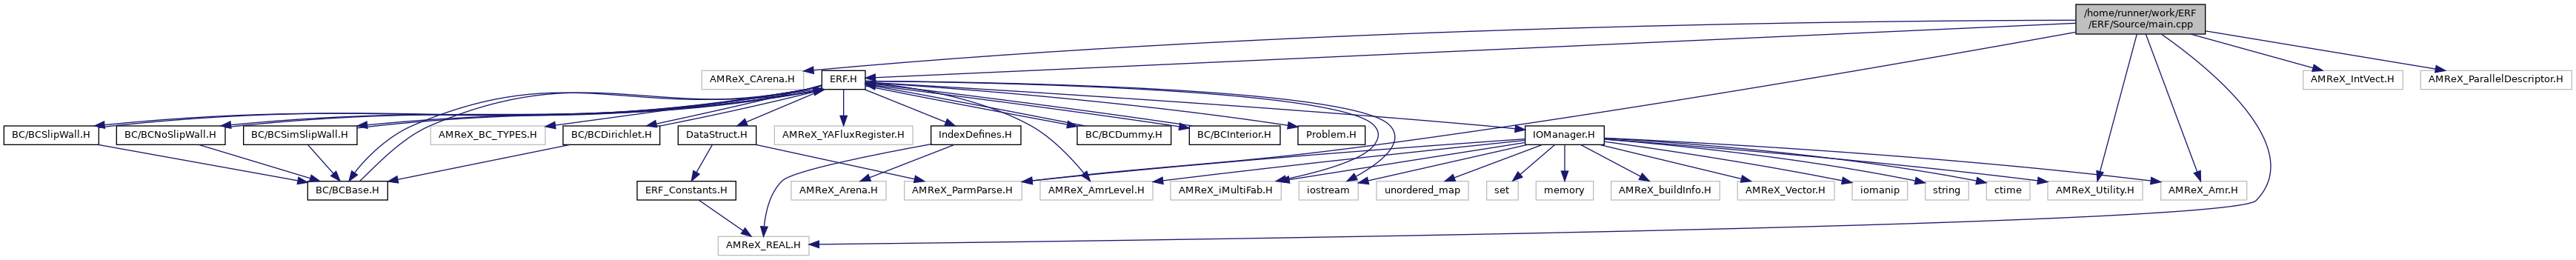 /home/runner/work/ERF
/ERF/Source/main.cpp
AMReX_CArena.H
ERF.H
AMReX_IntVect.H
AMReX_ParallelDescriptor.H
BC/BCSlipWall.H
BC/BCNoSlipWall.H
BC/BCSimSlipWall.H
AMReX_BC_TYPES.H
BC/BCDirichlet.H
DataStruct.H
AMReX_YAFluxRegister.H
IndexDefines.H
BC/BCDummy.H
BC/BCInterior.H
Problem.H
IOManager.H
BC/BCBase.H
ERF_Constants.H
AMReX_Arena.H
AMReX_ParmParse.H
AMReX_AmrLevel.H
AMReX_iMultiFab.H
iostream
unordered_map
set
memory
AMReX_buildInfo.H
AMReX_Vector.H
iomanip
string
ctime
AMReX_Utility.H
AMReX_Amr.H
AMReX_REAL.H